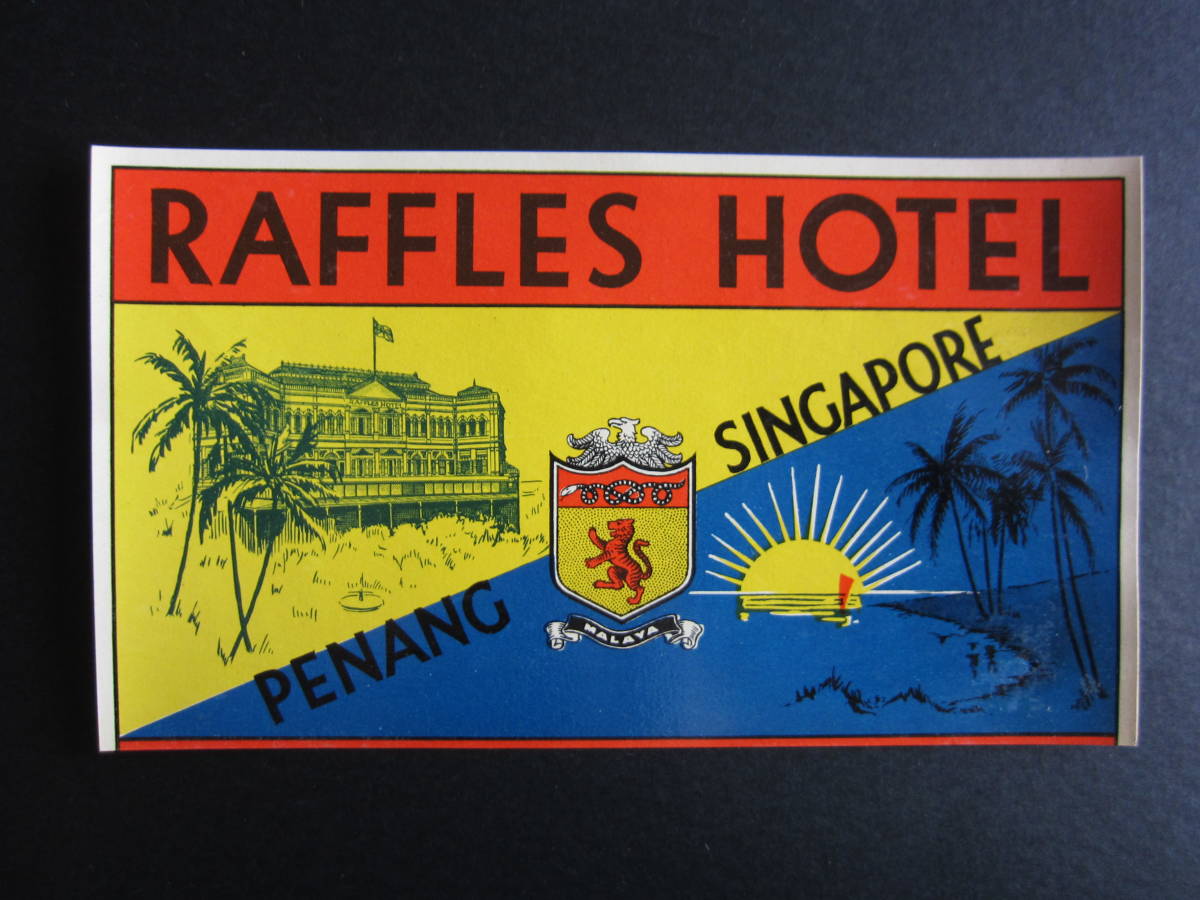 RAFFLES HOTEL
SINGAPORE
PENANG
MALAYA